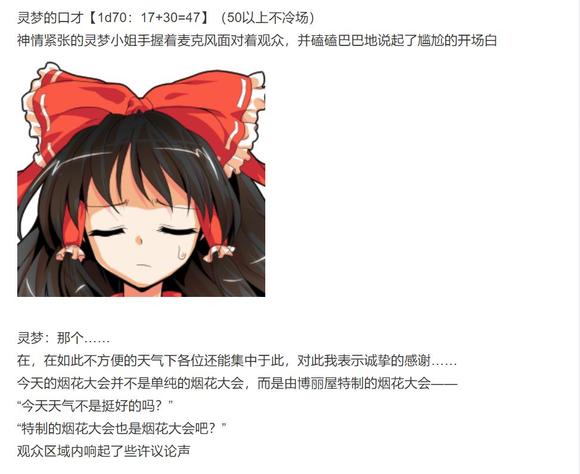 灵梦的口才【1d70：17+30=47】（50以上不冷场）
神情紧张的灵梦小姐手握着麦克风面对着观众，并磕磕巴巴地说起了尴尬的开场白
灵梦：那个……
在，在如此不方便的天气下各位还能集中于此，对此我表示诚挚的感谢……
今天的烟花大会并不是单纯的烟花大会，而是由博丽屋特制的烟花大会——
“今天天气不是挺好的吗？”
“特制的烟花大会也是烟花大会吧？”
观众区域内响起了些许议论声